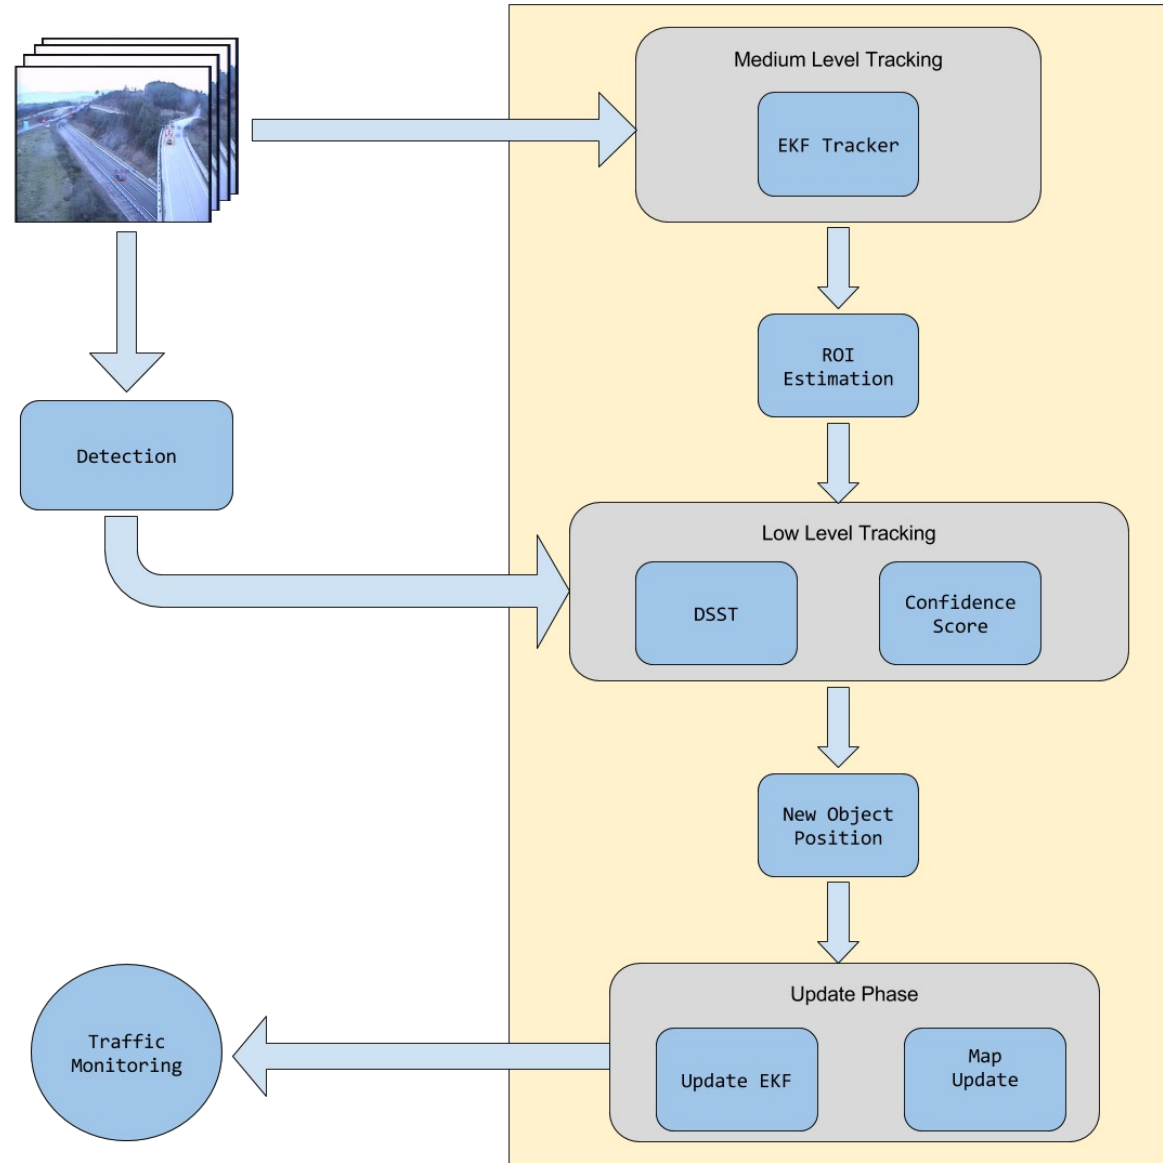 Medium Level Tracking
EKF Tracker
ROI
Estimation
Detection
Low Level Tracking
DSST
Confidence
Score
New Object
Position
Update Phase
Update EKF
Map
Update
Traffic
Monitoring